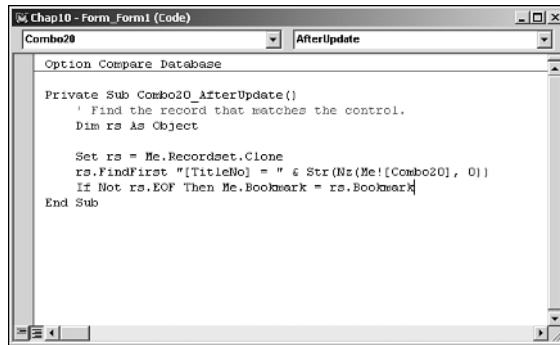 Chap10 - Form_Form1 (Code)
Combo20 AfterUpdate
Option Compare Database
Private Sub Combo20_AfterUpdate()
' Find the record that matches the control.
Dim rs As Object
Set rs = Me.Recordset.Clone
rs.FindFirst "[TitleNo] = " & Str(Nz(Me![Combo20], 0))
If Not rs.EOF Then Me.Bookmark = rs.Bookmark
End Sub